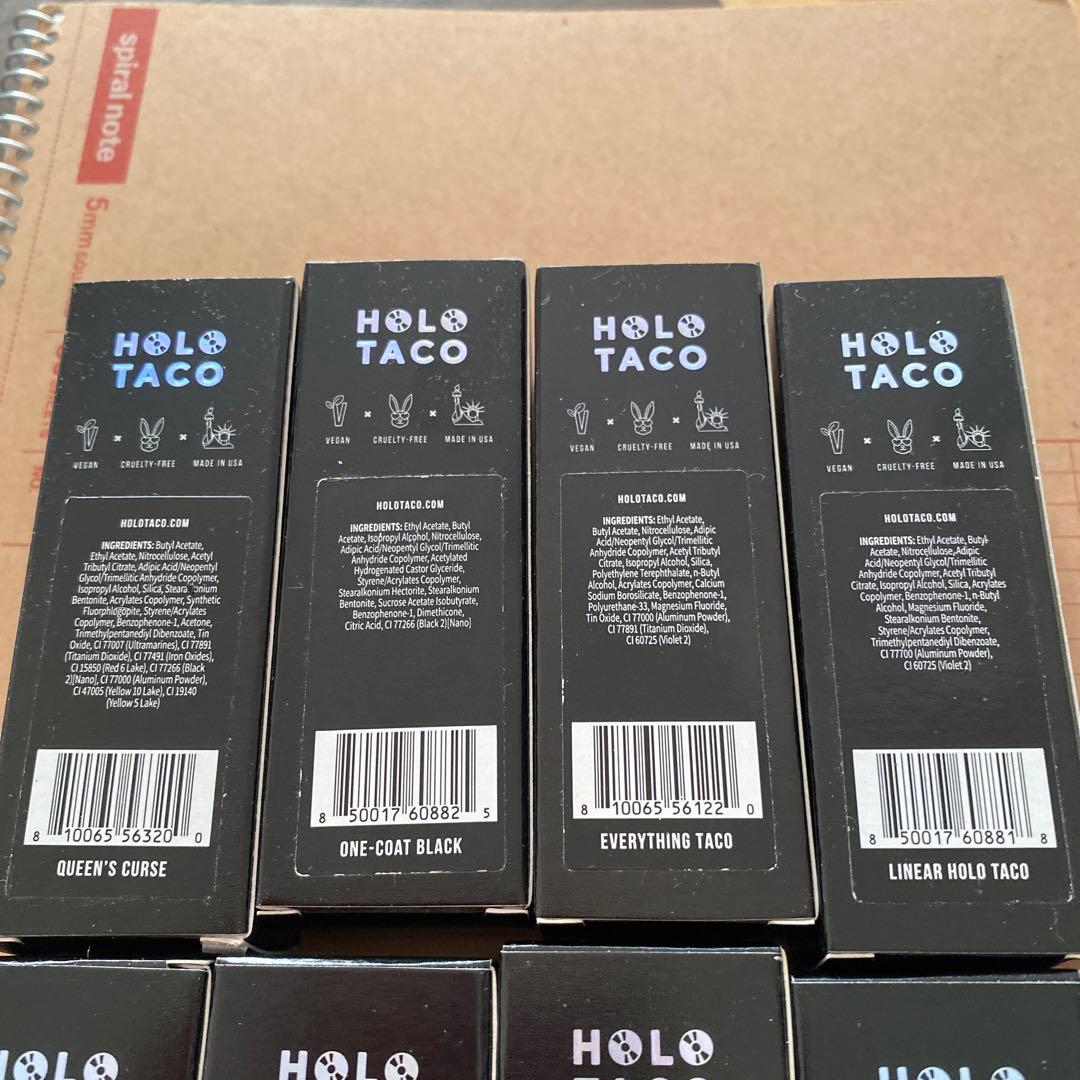 spiral note
5mm
HOLO
TACO
VEGAN × CRUELTY-FREE × MADE IN USA
HOLOTACO.COM
INGREDIENTS: Butyl Acetate,
Ethyl Acetate, Nitrocellulose, Acetyl
Tributyl Citrate, Adipic Acid/Neopentyl
Glycol/Trimellitic Anhydride Copolymer,
Isopropyl Alcohol, Silica,
Bentonite, Acrylates Copolymer, Synthetic
Fluorphlogopite, Styrene/Acrylates
Copolymer, Benzophenone-1, Acetone,
Trimethylpentanediyl Dibenzoate, Tin
Oxide, CI 77007 (Ultramarines), CI 77891
(Titanium Dioxide), CI 77491 (Iron Oxides),
CI 15850 (Red 6 Lake), CI 77266 (Black
2)[Nano], CI 77000 (Aluminum Powder),
CI 47005 (Yellow 10 Lake), CI 19140
(Yellow 5 Lake)
8 10065 56320 0
QUEEN'S CURSE
HOLO
TACO
VEGAN × CRUELTY-FREE × MADE IN USA
HOLOTACO.COM
INGREDIENTS: Ethyl Acetate, Butyl
Acetate, Isopropyl Alcohol, Nitrocellulose,
Adipic Acid/Neopentyl Glycol/Trimellitic
Anhydride Copolymer, Acetylated
Hydrogenated Castor Glyceride,
Styrene/Acrylates Copolymer,
Stearalkonium Hectorite, Stearalkonium
Bentonite, Sucrose Acetate Isobutyrate,
Benzophenone-1, Dimethicone,
Citric Acid, CI 77266 (Black 2)[Nano]
8 50017 60882 5
ONE-COAT BLACK
HOLO
TACO
VEGAN × CRUELTY-FREE × MADE IN USA
HOLOTACO.COM
INGREDIENTS: Ethyl Acetate,
Butyl Acetate, Nitrocellulose, Adipic
Acid/Neopentyl Glycol/Trimellitic
Anhydride Copolymer, Acetyl Tributyl
Citrate, Isopropyl Alcohol, Silica,
Polyethylene Terephthalate, n-Butyl
Alcohol, Acrylates Copolymer, Calcium
Sodium Borosilicate, Benzophenone-1,
Polyurethane-33, Magnesium Fluoride,
Tin Oxide, CI 77000 (Aluminum Powder),
CI 77891 (Titanium Dioxide),
CI 60725 (Violet 2)
8 10065 56122 0
EVERYTHING TACO
HOLO
TACO
VEGAN × CRUELTY-FREE × MADE IN USA
HOLOTACO.COM
INGREDIENTS: Ethyl Acetate, Butyl
Acetate, Nitrocellulose, Adipic
Acid/Neopentyl Glycol/Trimellitic
Anhydride Copolymer, Acetyl Tributyl
Citrate, Isopropyl Alcohol, Silica, Acrylates
Copolymer, Benzophenone-1, n-Butyl
Alcohol, Magnesium Fluoride,
Stearalkonium Bentonite,
Styrene/Acrylates Copolymer,
Trimethylpentanediyl Dibenzoate,
CI 77700 (Aluminum Powder),
CI 60725 (Violet 2)
8 50017 60881 8
LINEAR HOLO TACO
HOLO
HOLO
HOLO
TACO
HOLO